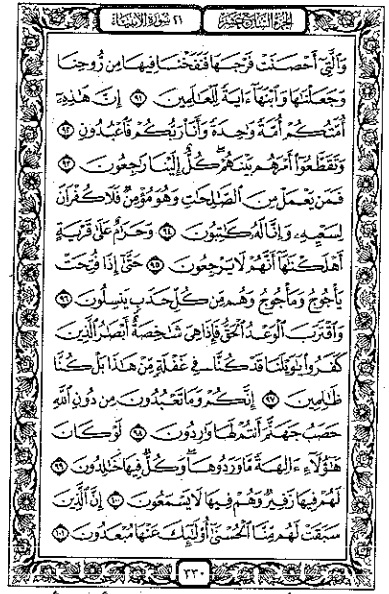 الجزء السابع عشر
٢١ سورة الأنبياء
وَٱلَّتِىٓ أَحْصَنَتْ فَرْجَهَا فَنَفَخْنَا فِيهَا مِن رُّوحِنَا
وَجَعَلْنَٰهَا وَٱبْنَهَآ ءَايَةً لِّلْعَٰلَمِينَ ٩١ إِنَّ هَٰذِهِۦٓ
أُمَّتُكُمْ أُمَّةً وَٰحِدَةً وَأَنَا۠ رَبُّكُمْ فَٱعْبُدُونِ ٩٢
وَتَقَطَّعُوٓا۟ أَمْرَهُم بَيْنَهُمْ ۖ كُلٌّ إِلَيْنَا رَٰجِعُونَ ٩٣
فَمَن يَعْمَلْ مِنَ ٱلصَّٰلِحَٰتِ وَهُوَ مُؤْمِنٌ فَلَا كُفْرَانَ
لِسَعْيِهِۦ وَإِنَّا لَهُۥ كَٰتِبُونَ ٩٤ وَحَرَٰمٌ عَلَىٰ قَرْيَةٍ
أَهْلَكْنَٰهَآ أَنَّهُمْ لَا يَرْجِعُونَ ٩٥ حَتَّىٰٓ إِذَا فُتِحَتْ
يَأْجُوجُ وَمَأْجُوجُ وَهُم مِّن كُلِّ حَدَبٍ يَنسِلُونَ ٩٦
وَٱقْتَرَبَ ٱلْوَعْدُ ٱلْحَقُّ فَإِذَا هِىَ شَٰخِصَةٌ أَبْصَٰرُ ٱلَّذِينَ
كَفَرُوا۟ يَٰوَيْلَنَا قَدْ كُنَّا فِى غَفْلَةٍ مِّنْ هَٰذَا بَلْ كُنَّا
ظَٰلِمِينَ ٩٧ إِنَّكُمْ وَمَا تَعْبُدُونَ مِن دُونِ ٱللَّهِ
حَصَبُ جَهَنَّمَ أَنتُمْ لَهَا وَٰرِدُونَ ٩٨ لَوْ كَانَ
هَٰٓؤُلَآءِ ءَالِهَةً مَّا وَرَدُوهَا ۖ وَكُلٌّ فِيهَا خَٰلِدُونَ ٩٩
لَهُمْ فِيهَا زَفِيرٌ وَهُمْ فِيهَا لَا يَسْمَعُونَ ١٠٠ إِنَّ ٱلَّذِينَ
سَبَقَتْ لَهُم مِّنَّا ٱلْحُسْنَىٰٓ أُو۟لَٰٓئِكَ عَنْهَا مُبْعَدُونَ ١٠١
٣٣٠